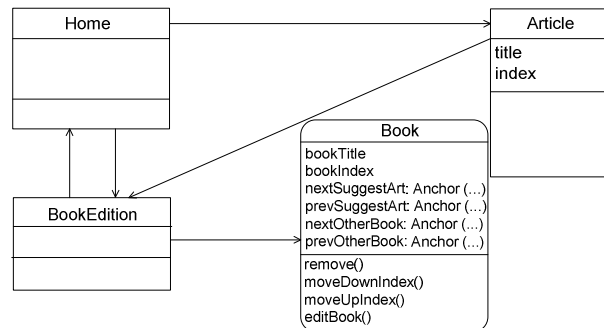 Home
Article
title
index
Book
bookTitle
bookIndex
nextSuggestArt: Anchor (...)
prevSuggestArt: Anchor (...)
nextOtherBook: Anchor (...)
prevOtherBook: Anchor (...)
remove()
moveDownIndex()
moveUpIndex()
editBook()
BookEdition